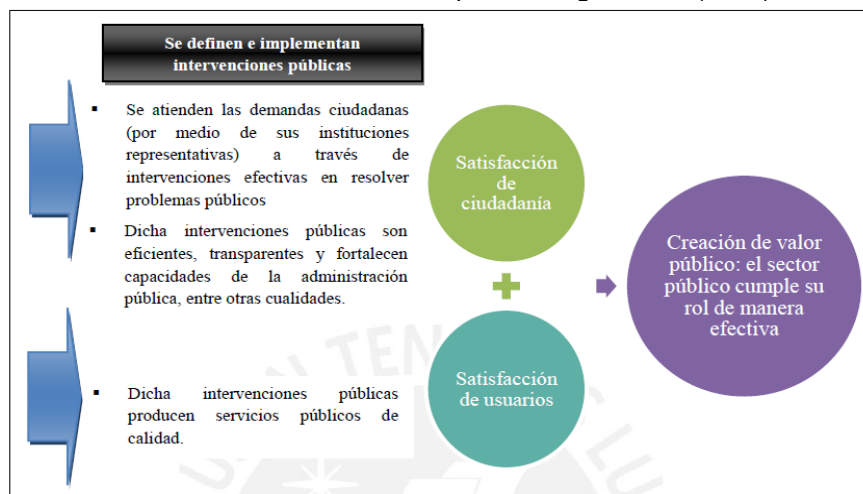 Se definen e implementan
intervenciones públicas
▪ Se atienden las demandas ciudadanas
(por medio de sus instituciones
representativas) a través de
intervenciones efectivas en resolver
problemas públicos
▪ Dicha intervenciones públicas son
eficientes, transparentes y fortalecen
capacidades de la administración
pública, entre otras cualidades.
▪ Dicha intervenciones públicas
producen servicios públicos de
calidad.
Satisfacción
de
ciudadanía
Satisfacción
de usuarios
Creación de valor
público: el sector
público cumple su
rol de manera
efectiva